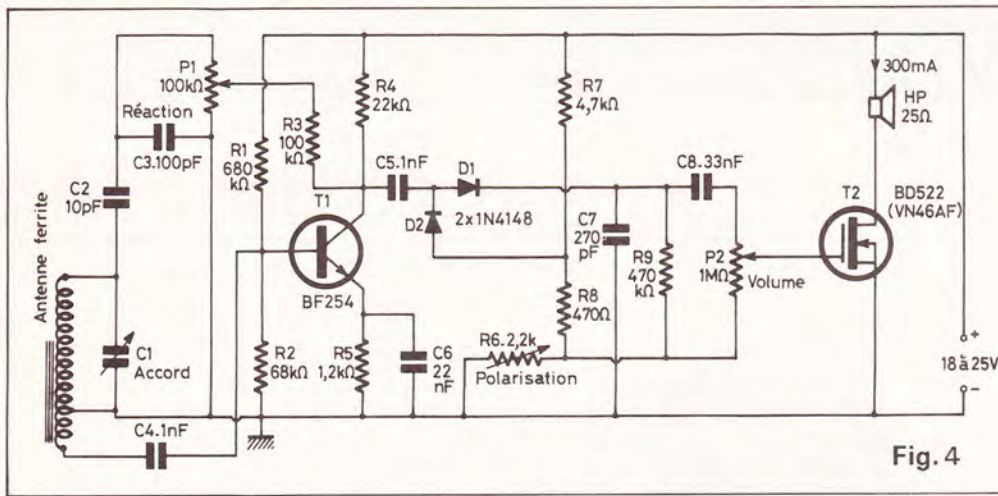 P1
100kΩ
Réaction
C3.100pF
C2
10pF
Antenne ferrite
C1
Accord
C4.1nF
R1
680
kΩ
R2
68kΩ
R3
100
kΩ
R4
22kΩ
T1
BF254
R5
1,2kΩ
C5.1nF
D1
D2
2x1N4148
C6
22
nF
R7
4,7kΩ
R8
470Ω
R6.2,2k
Polarisation
C7
270
pF
R9
470
kΩ
C8.33nF
P2
1MΩ
Volume
300mA
HP
25Ω
T2
BD522
(VN46AF)
+
18 à 25V
-
Fig. 4